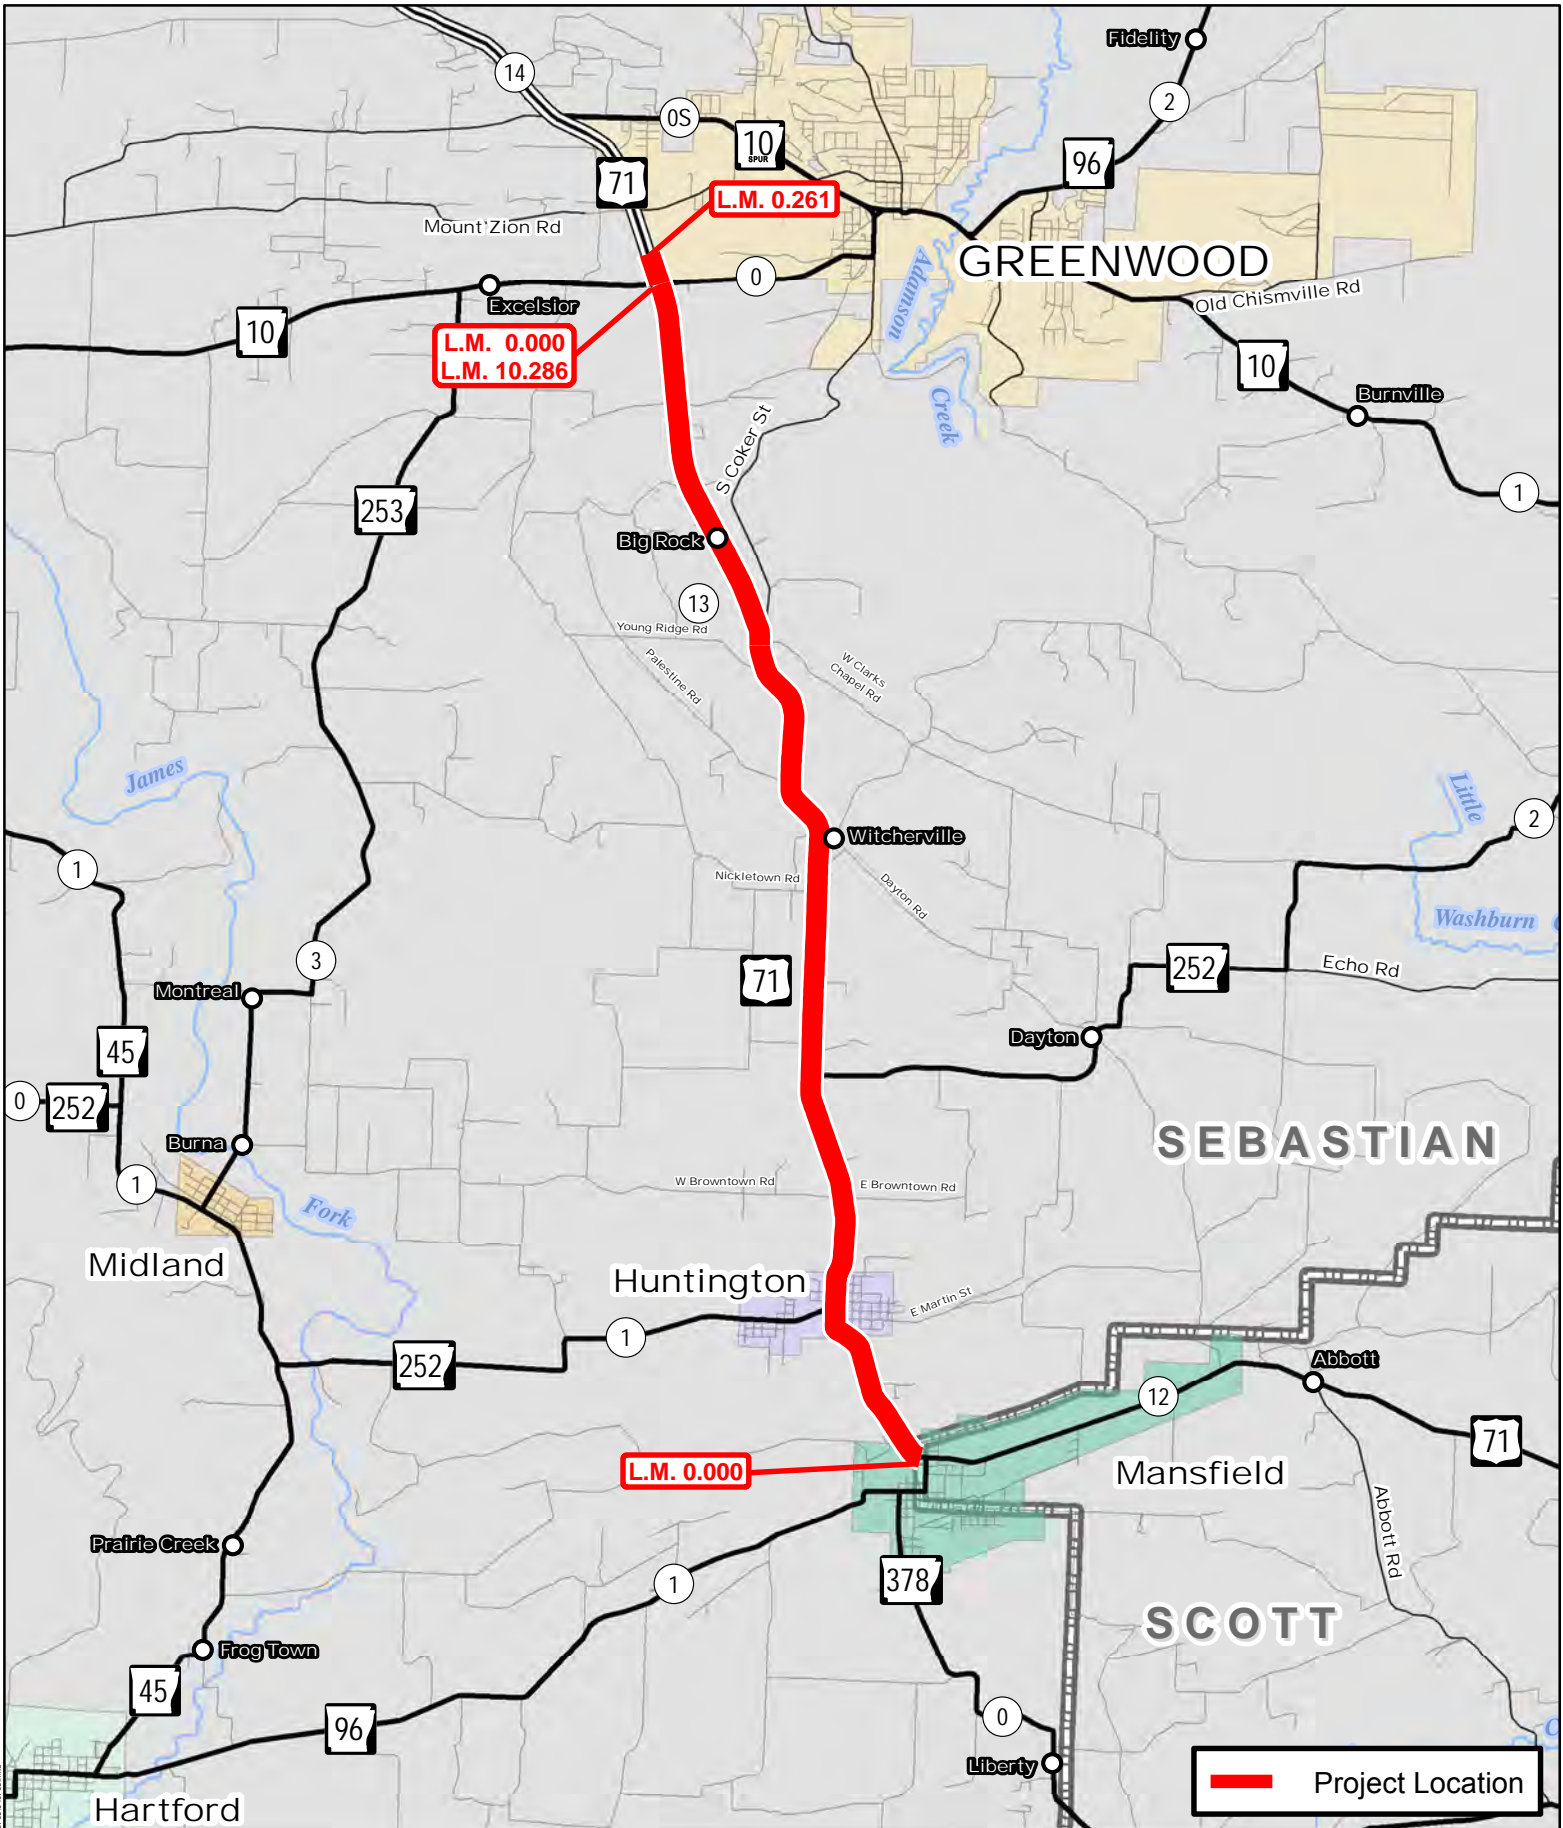 Fidelity
14
2
0S
10
SPUR
96
71
L.M. 0.261
Mount Zion Rd
GREENWOOD
Adamson
Creek
0
Excelsior
Old Chismville Rd
10
L.M. 0.000
L.M. 10.286
10
Burnville
S Coker St
253
1
Big Rock
13
Young Ridge Rd
Palestine Rd
W Clarks
Chapel Rd
James
Little
2
1
Witcherville
Nickletown Rd
Dayton Rd
Washburn
3
71
252
Echo Rd
Montreal
45
Dayton
0
252
Burna
SEBASTIAN
1
W Browntown Rd
E Browntown Rd
Fork
Midland
Huntington
E Martin St
1
252
Abbott
12
71
L.M. 0.000
Mansfield
Abbott Rd
Prairie Creek
1
378
SCOTT
Frog Town
45
96
0
Liberty
Project Location
Hartford